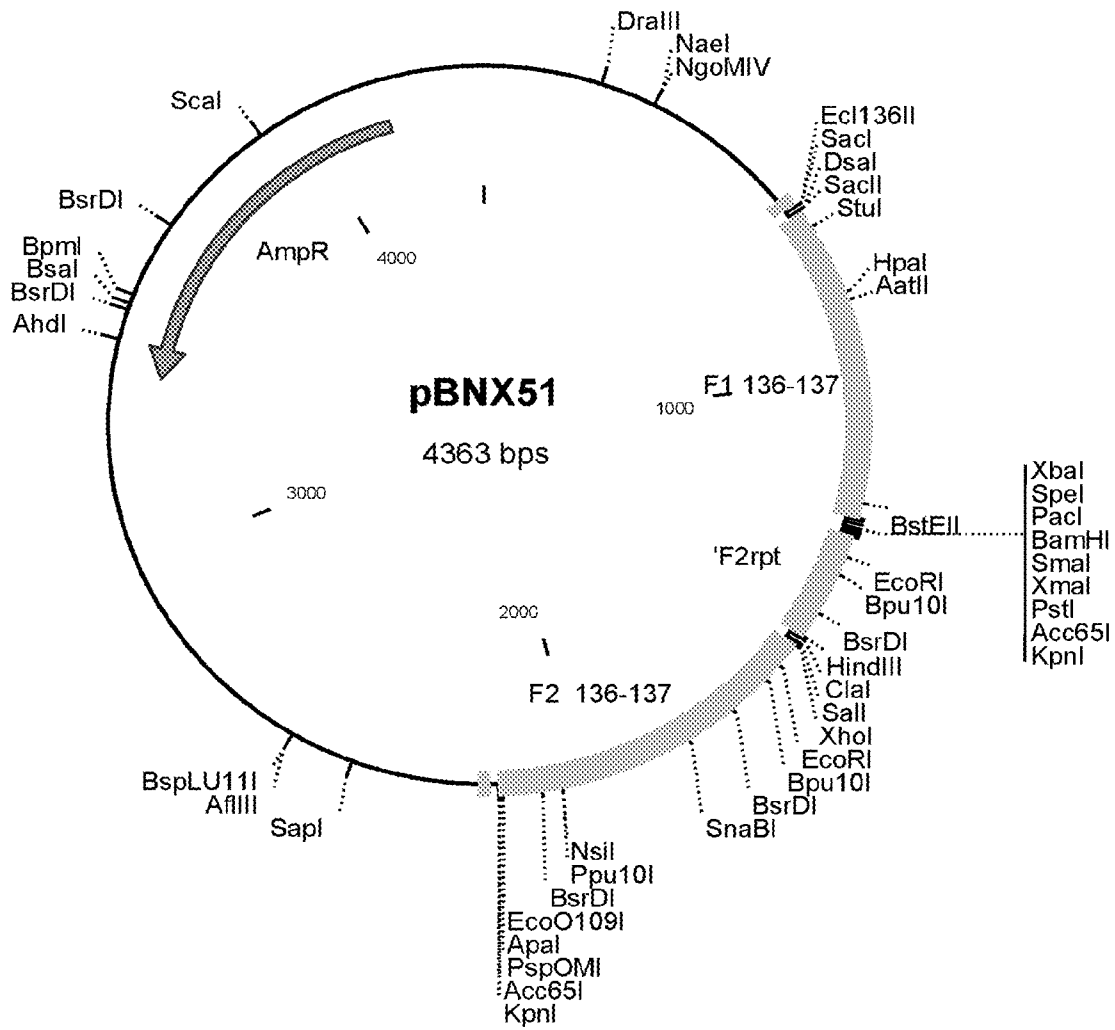 DraIII
NaeI
NgoMIV
ScaI
Ecl136II
SacI
DsaI
SacII
StuI
BsrDI
BpmI
BsaI
BsrDI
AhdI
AmpR
4000
HpaI
AatII
pBNX51
4363 bps
F1 136-137
1000
3000
2000
BstEII
XbaI
SpeI
PacI
BamHI
SmaI
XmaI
PstI
Acc65I
KpnI
'F2rpt
EcoRI
Bpu10I
BsrDI
HindIII
ClaI
SalI
XhoI
F2 136-137
EcoRI
Bpu10I
BsrDI
SnaBI
BspLU11I
AflIII
SapI
NsiI
Ppu10I
BsrDI
EcoO109I
ApaI
PspOMI
Acc65I
KpnI